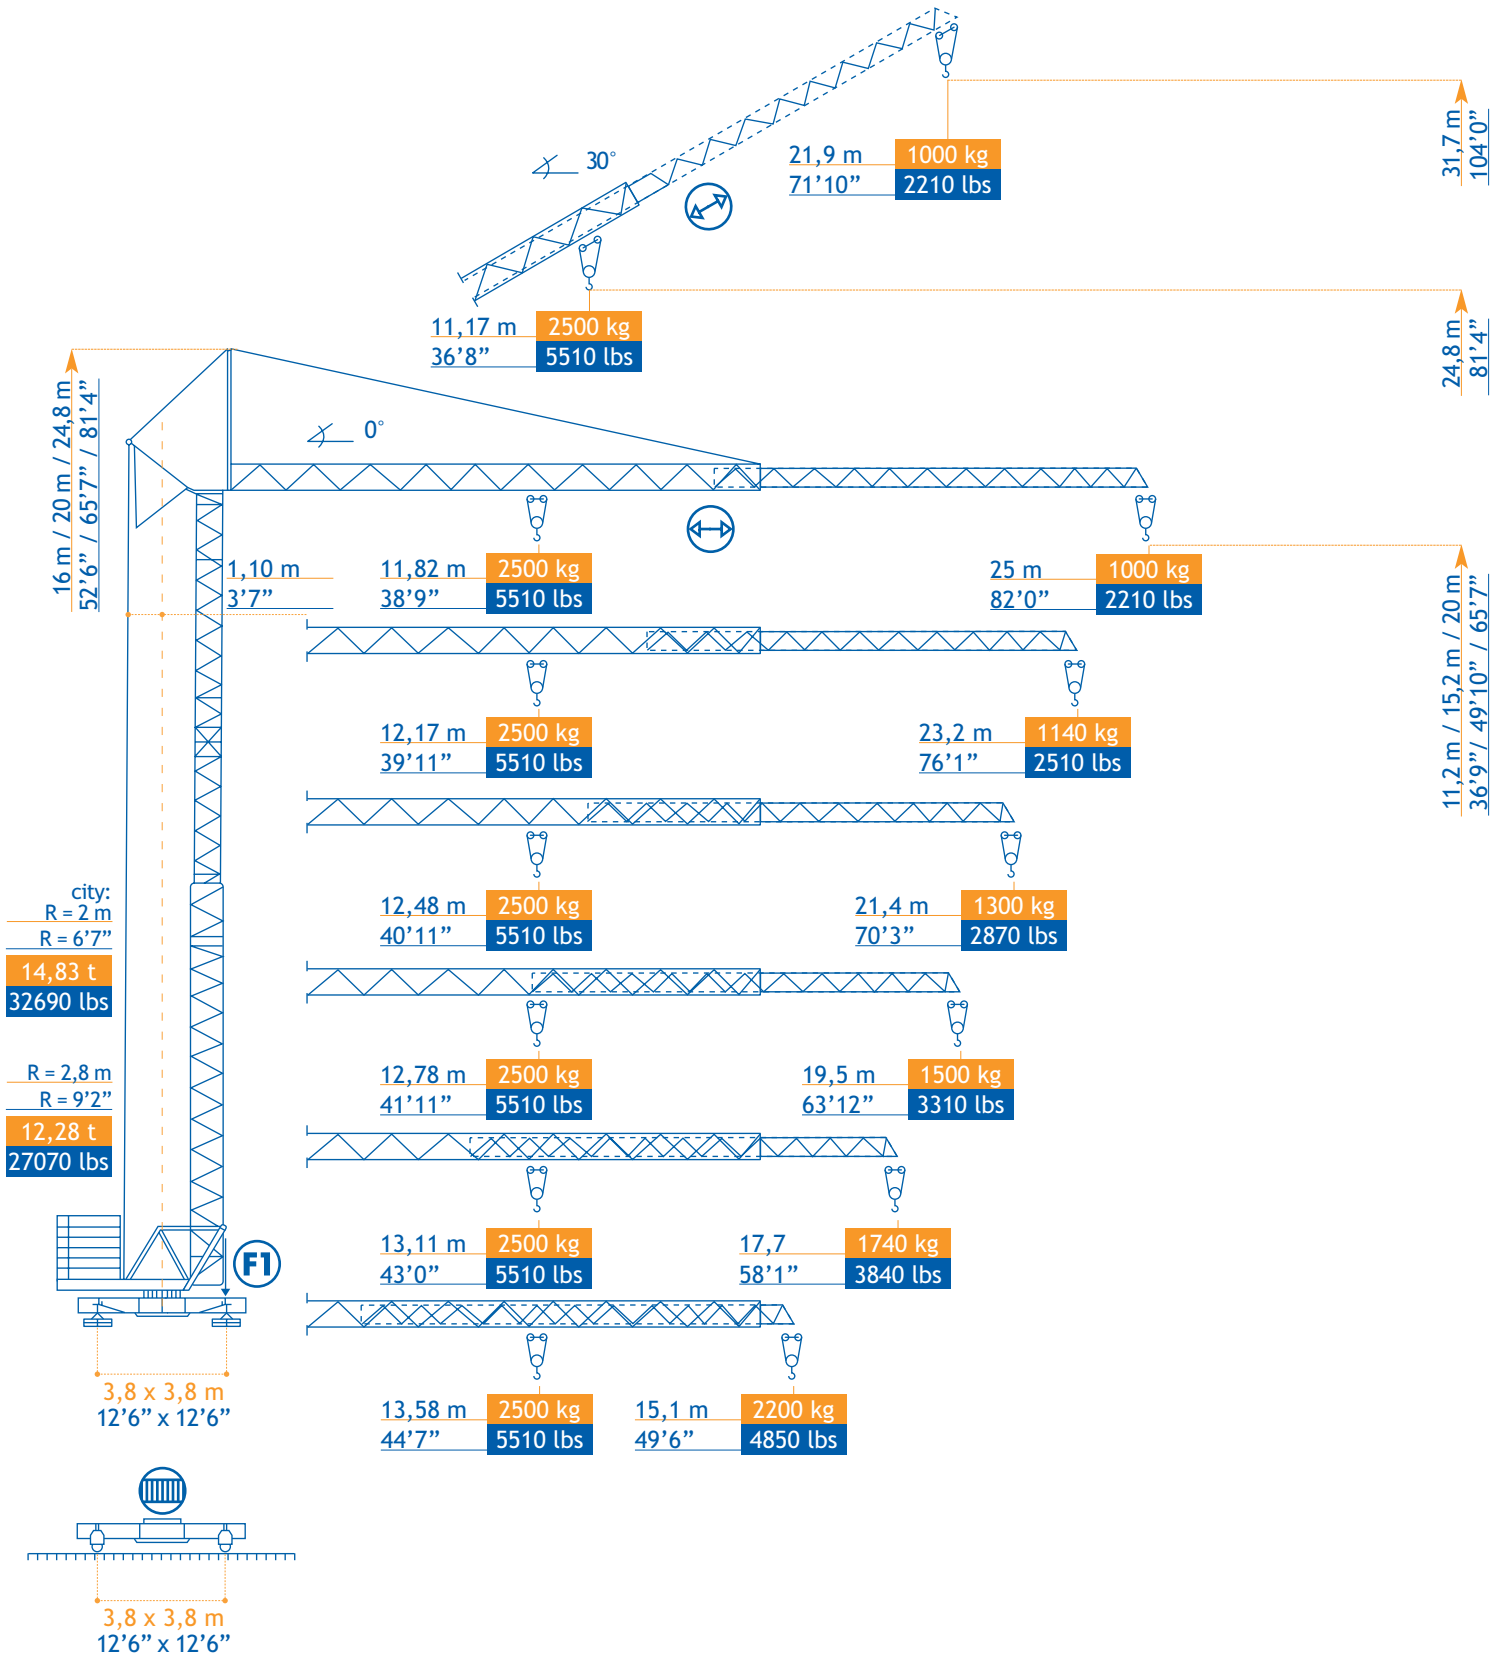 21,9 m
1000 kg
71'10”
2210 lbs
31,7 m
104'0”
30°
11,17 m
2500 kg
36'8”
5510 lbs
24,8 m
81'4”
16 m / 20 m / 24,8 m
52'6” / 65'7” / 81'4”
0°
1,10 m
3'7”
11,82 m
2500 kg
38'9”
5510 lbs
25 m
1000 kg
82'0”
2210 lbs
11,2 m / 15,2 m / 20 m
36'9”/ 49'10” / 65'7”
12,17 m
2500 kg
39'11”
5510 lbs
23,2 m
1140 kg
76'1”
2510 lbs
12,48 m
2500 kg
40'11”
5510 lbs
21,4 m
1300 kg
70'3”
2870 lbs
city:
R = 2 m
R = 6'7”
14,83 t
32690 lbs
12,78 m
2500 kg
41'11”
5510 lbs
19,5 m
1500 kg
63'12”
3310 lbs
R = 2,8 m
R = 9'2”
12,28 t
27070 lbs
13,11 m
2500 kg
43'0”
5510 lbs
17,7
1740 kg
58'1”
3840 lbs
F1
13,58 m
2500 kg
44'7”
5510 lbs
15,1 m
2200 kg
49'6”
4850 lbs
3,8 x 3,8 m
12'6” x 12'6”
3,8 x 3,8 m
12'6” x 12'6”